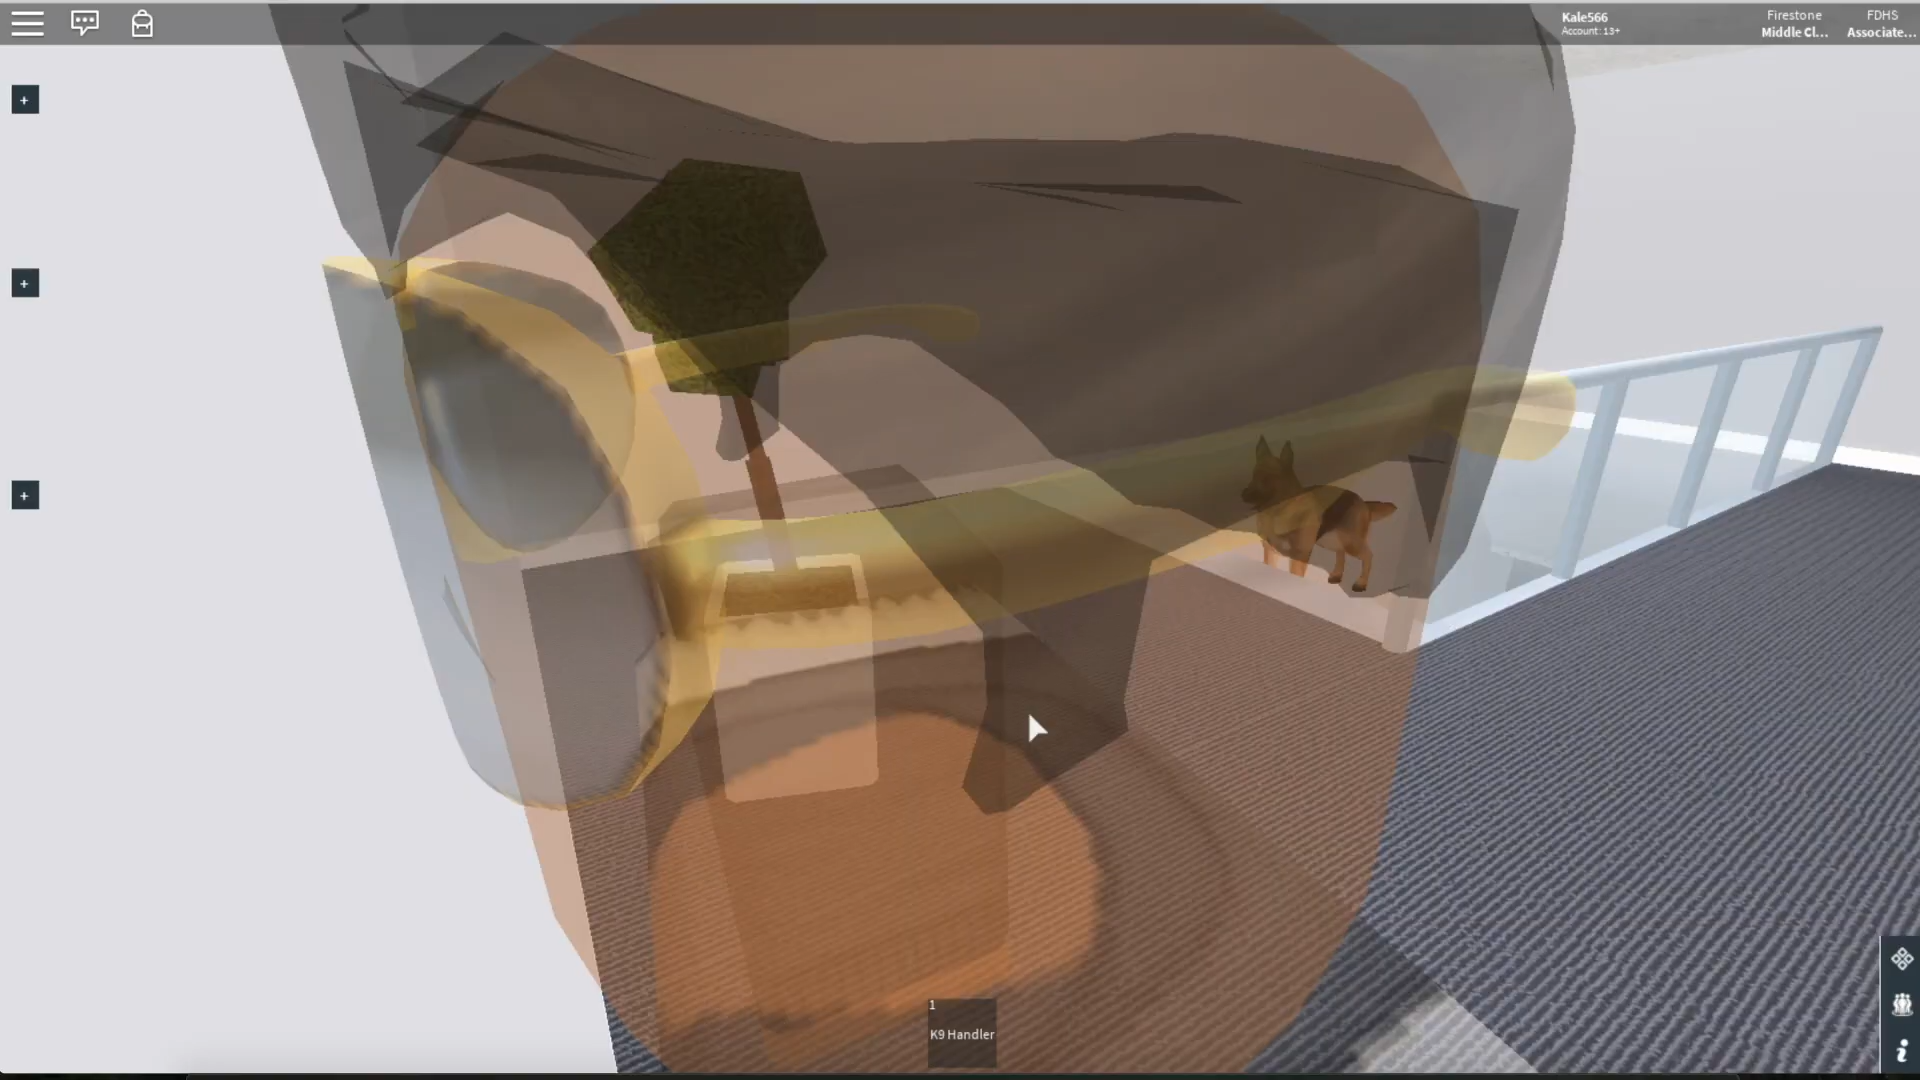 Kale566
Account: 13+
Firestone
Middle Cl...
FDHS
Associate...
+
+
+
1
K9 Handler